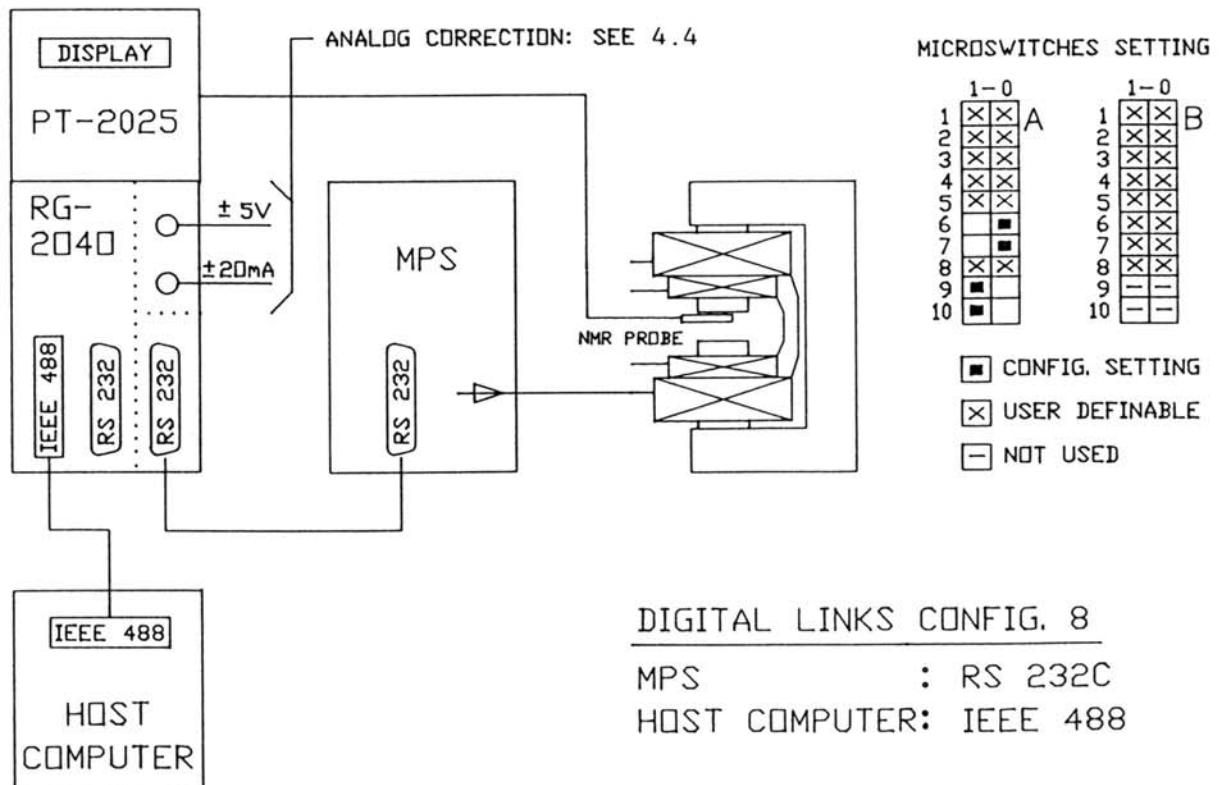 ANALOG CORRECTION: SEE 4.4
DISPLAY
PT-2025
RG-
2040
± 5V
±20mA
IEEE 488
RS 232
RS 232
MPS
RS 232
NMR PROBE
MICROSWITCHES SETTING
1-0
A
1
2
3
4
5
6
7
8
9
10
1-0
B
1
2
3
4
5
6
7
8
9
10
CONFIG. SETTING
USER DEFINABLE
NOT USED
IEEE 488
HOST
COMPUTER
DIGITAL LINKS CONFIG. 8
MPS : RS 232C
HOST COMPUTER: IEEE 488